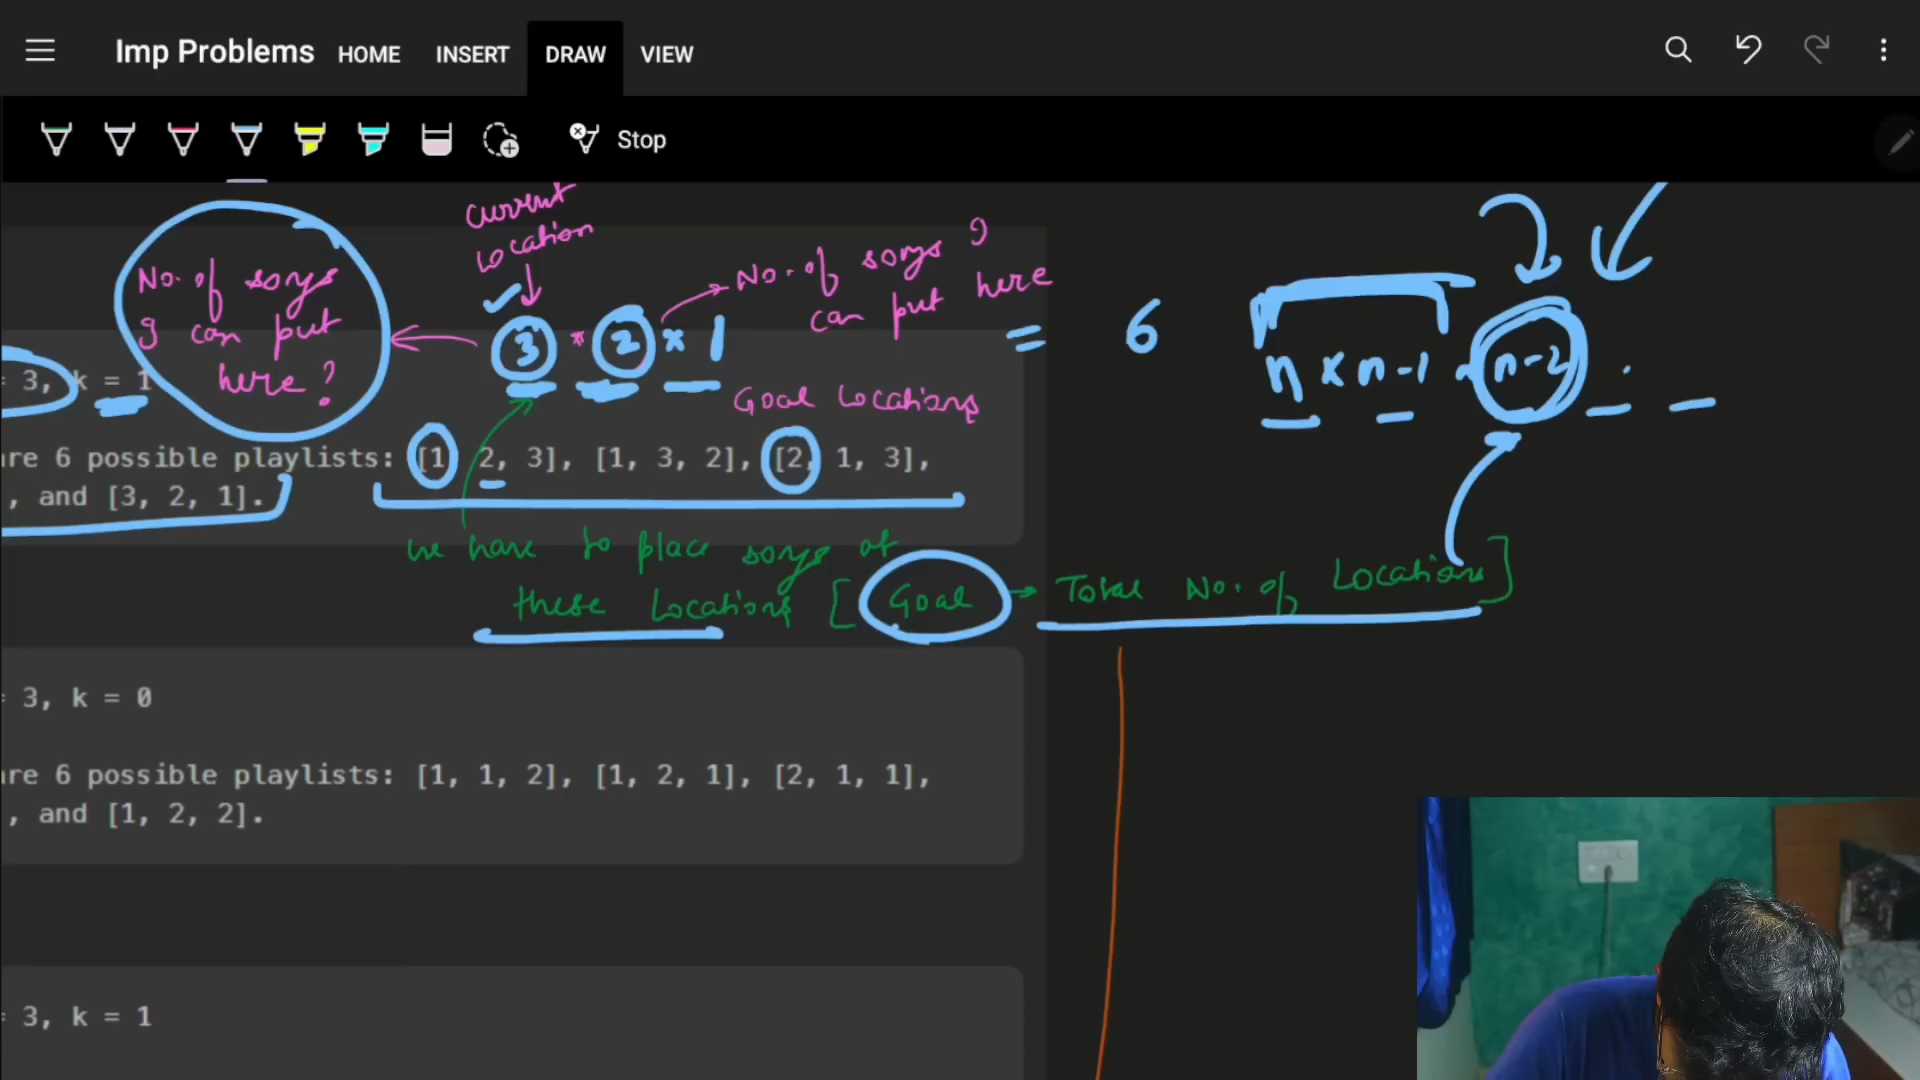 Imp Problems HOME INSERT DRAW VIEW
Stop
current
location
No. of songs
I can put
here?
No. of songs I
can put here
3 * 2 * 1 = 6
n x n-1 . n-2 .
= 3, k = 1
Goal Locations
are 6 possible playlists: [1, 2, 3], [1, 3, 2], [2, 1, 3],
, and [3, 2, 1].
we have to place songs at
these Locations [Goal → Total No. of Locations]
= 3, k = 0
are 6 possible playlists: [1, 1, 2], [1, 2, 1], [2, 1, 1],
, and [1, 2, 2].
= 3, k = 1